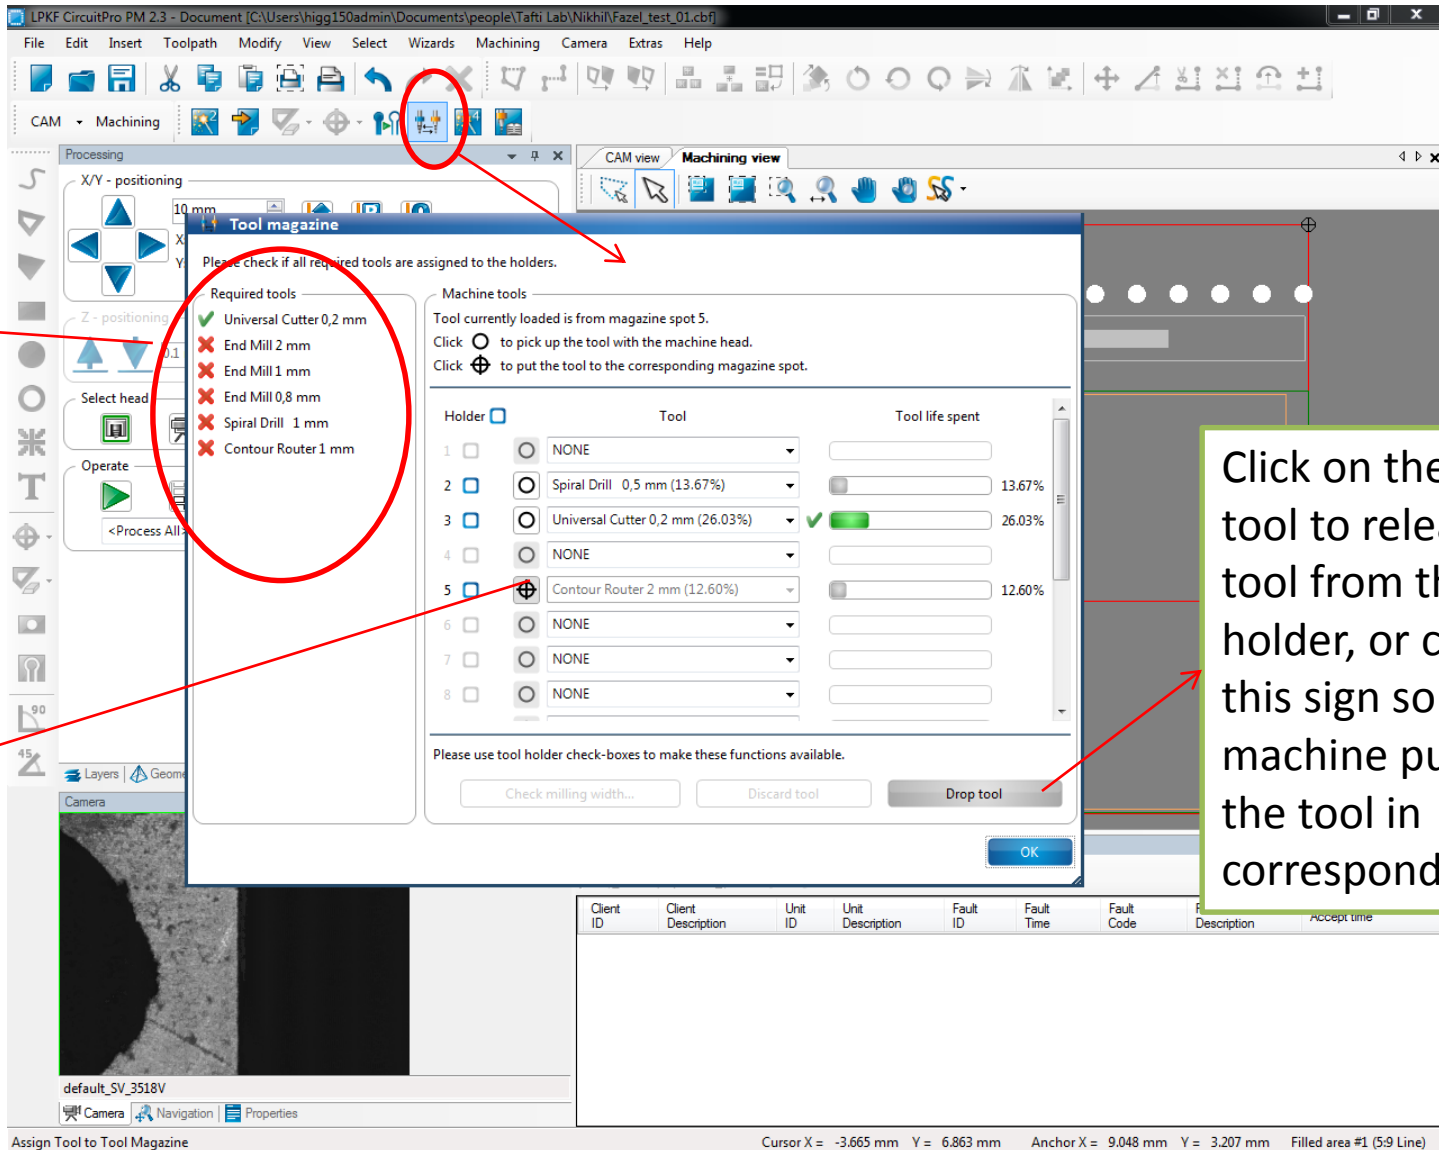 LPKF CircuitPro PM 2.3 - Document [C:\Users\higg150admin\Documents\people\Tafti Lab\Nikhil\Fazel_test_01.cbf]
File Edit Insert Toolpath Modify View Select Wizards Machining Camera Extras Help
CAM Machining
Processing
CAM view Machining view
X/Y - positioning
10 mm
X
Y
Tool magazine
Please check if all required tools are assigned to the holders.
Required tools
Universal Cutter 0,2 mm
End Mill 2 mm
End Mill 1 mm
End Mill 0,8 mm
Spiral Drill 1 mm
Contour Router 1 mm
Z - positioning
0.1
Select head
Operate
<Process All>
Machine tools
Tool currently loaded is from magazine spot 5.
Click to pick up the tool with the machine head.
Click to put the tool to the corresponding magazine spot.
Holder Tool Tool life spent
1 NONE
2 Spiral Drill 0,5 mm (13.67%) 13.67%
3 Universal Cutter 0,2 mm (26.03%) 26.03%
4 NONE
5 Contour Router 2 mm (12.60%) 12.60%
6 NONE
7 NONE
8 NONE
Please use tool holder check-boxes to make these functions available.
Check milling width... Discard tool Drop tool
OK
Click on the
tool to relea
tool from th
holder, or c
this sign so
machine pu
the tool in
correspond
T
90
45
Layers Geome
Camera
default_SV_3518V
Camera Navigation Properties
Client ID Client Description Unit ID Unit Description Fault ID Fault Time Fault Code F Description Accept time
Assign Tool to Tool Magazine
Cursor X = -3.665 mm Y = 6.863 mm Anchor X = 9.048 mm Y = 3.207 mm Filled area #1 (5:9 Line)